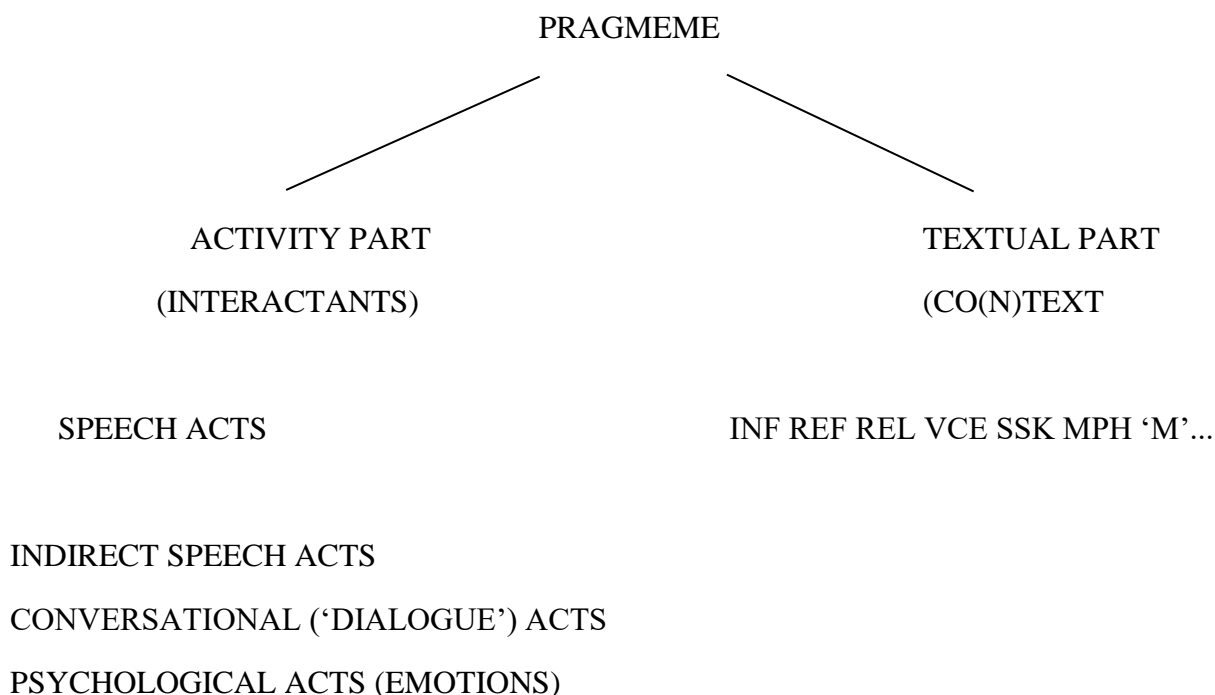 PRAGMEME
ACTIVITY PART
TEXTUAL PART
(INTERACTANTS)
(CO(N)TEXT
SPEECH ACTS
INF REF REL VCE SSK MPH ‘M’...
INDIRECT SPEECH ACTS
CONVERSATIONAL (‘DIALOGUE’) ACTS
PSYCHOLOGICAL ACTS (EMOTIONS)